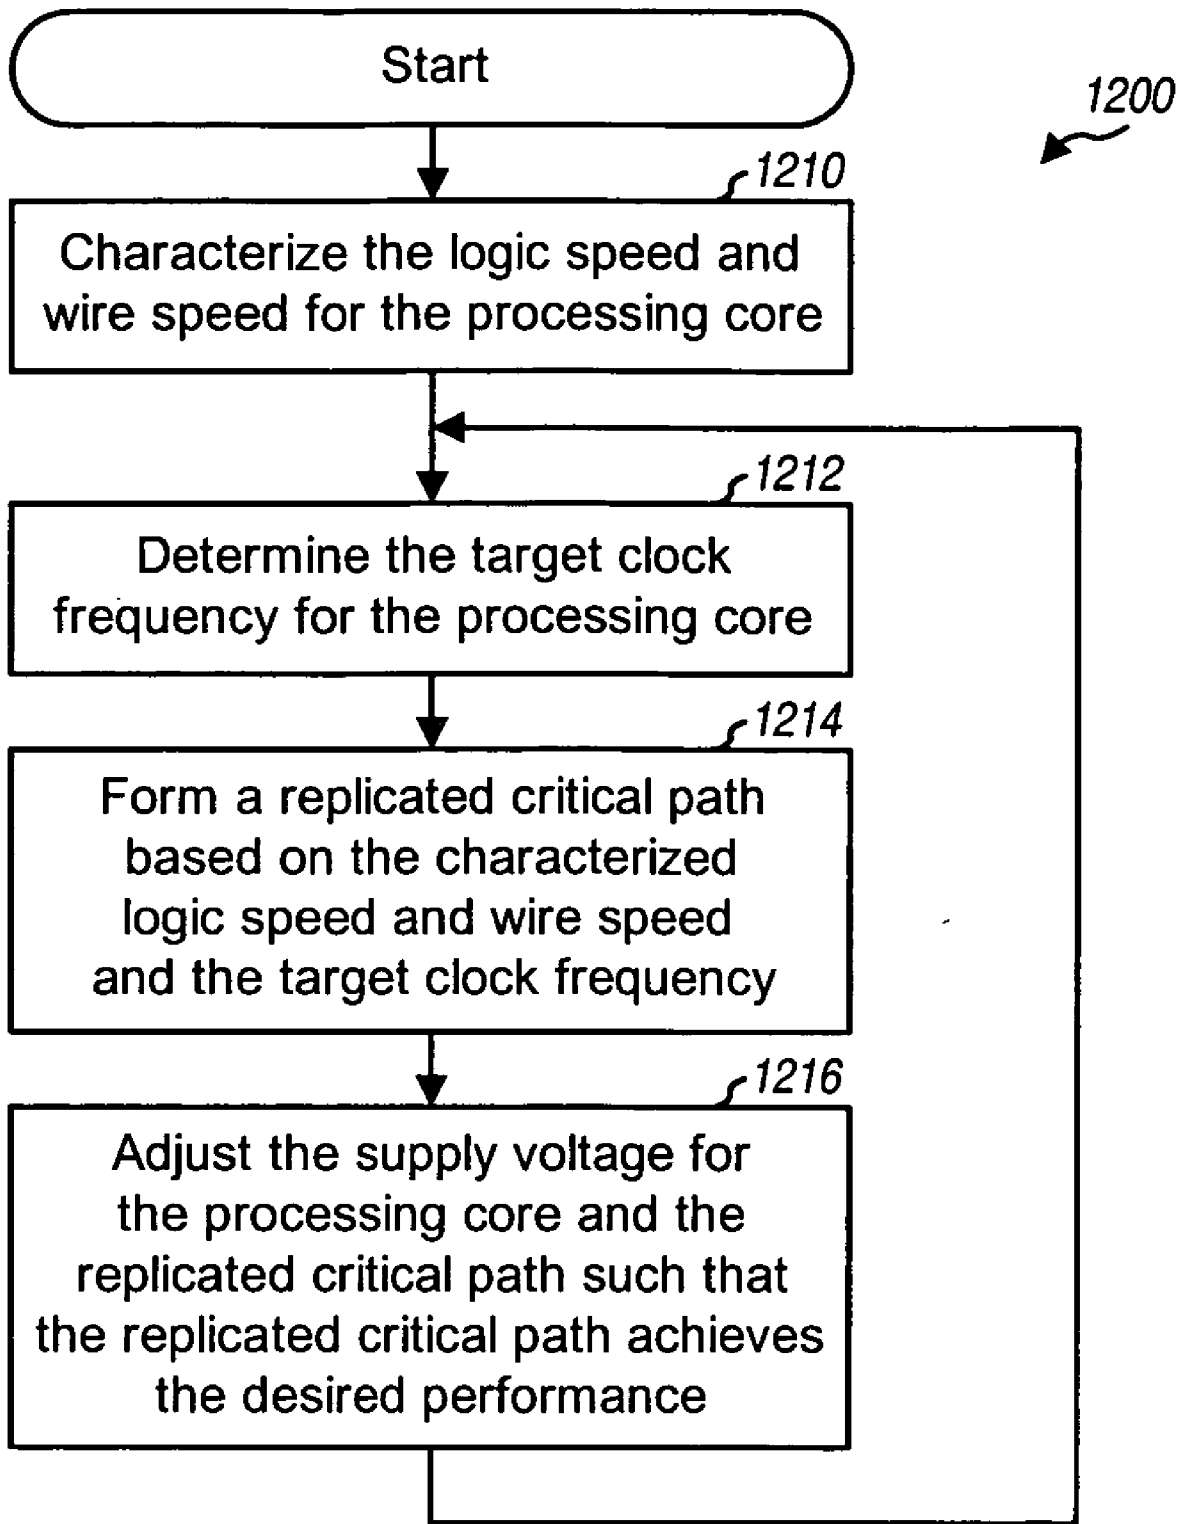 Start
1200
1210
Characterize the logic speed and
wire speed for the processing core
1212
Determine the target clock
frequency for the processing core
1214
Form a replicated critical path
based on the characterized
logic speed and wire speed
and the target clock frequency
1216
Adjust the supply voltage for
the processing core and the
replicated critical path such that
the replicated critical path achieves
the desired performance